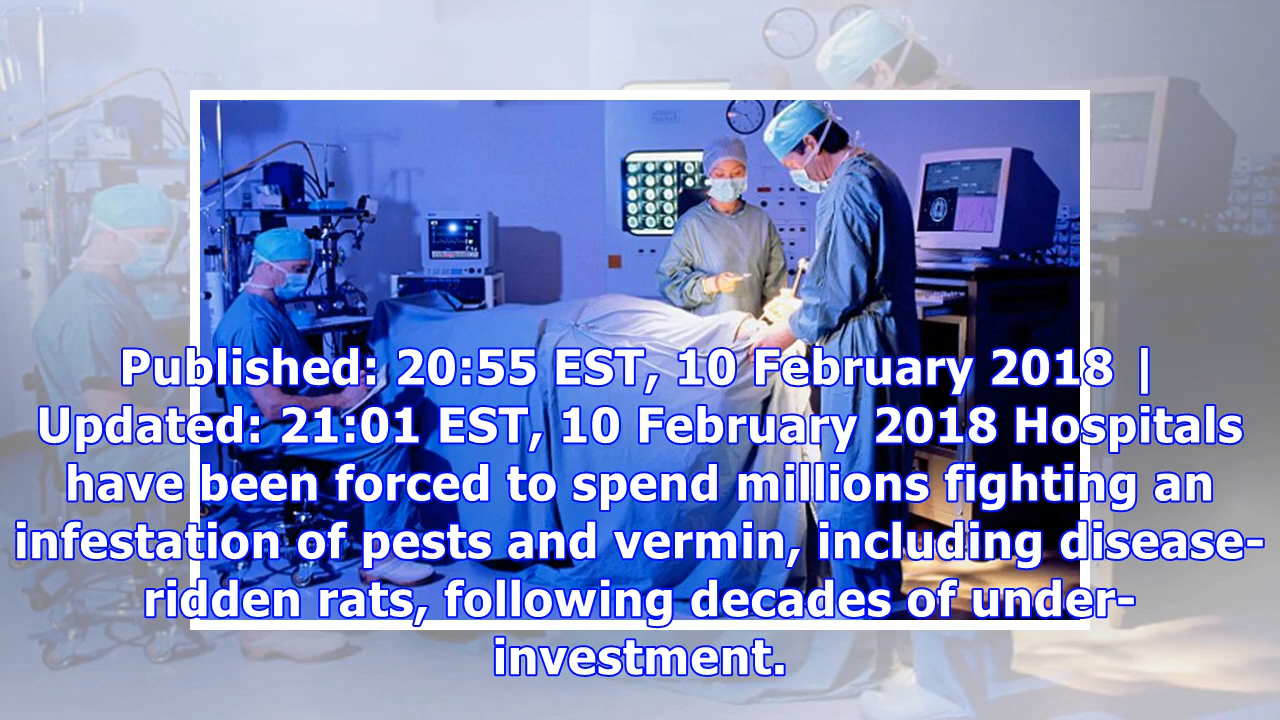 Published: 20:55 EST, 10 February 2018 |
Updated: 21:01 EST, 10 February 2018 Hospitals
have been forced to spend millions fighting an
infestation of pests and vermin, including disease-
ridden rats, following decades of under-
investment.